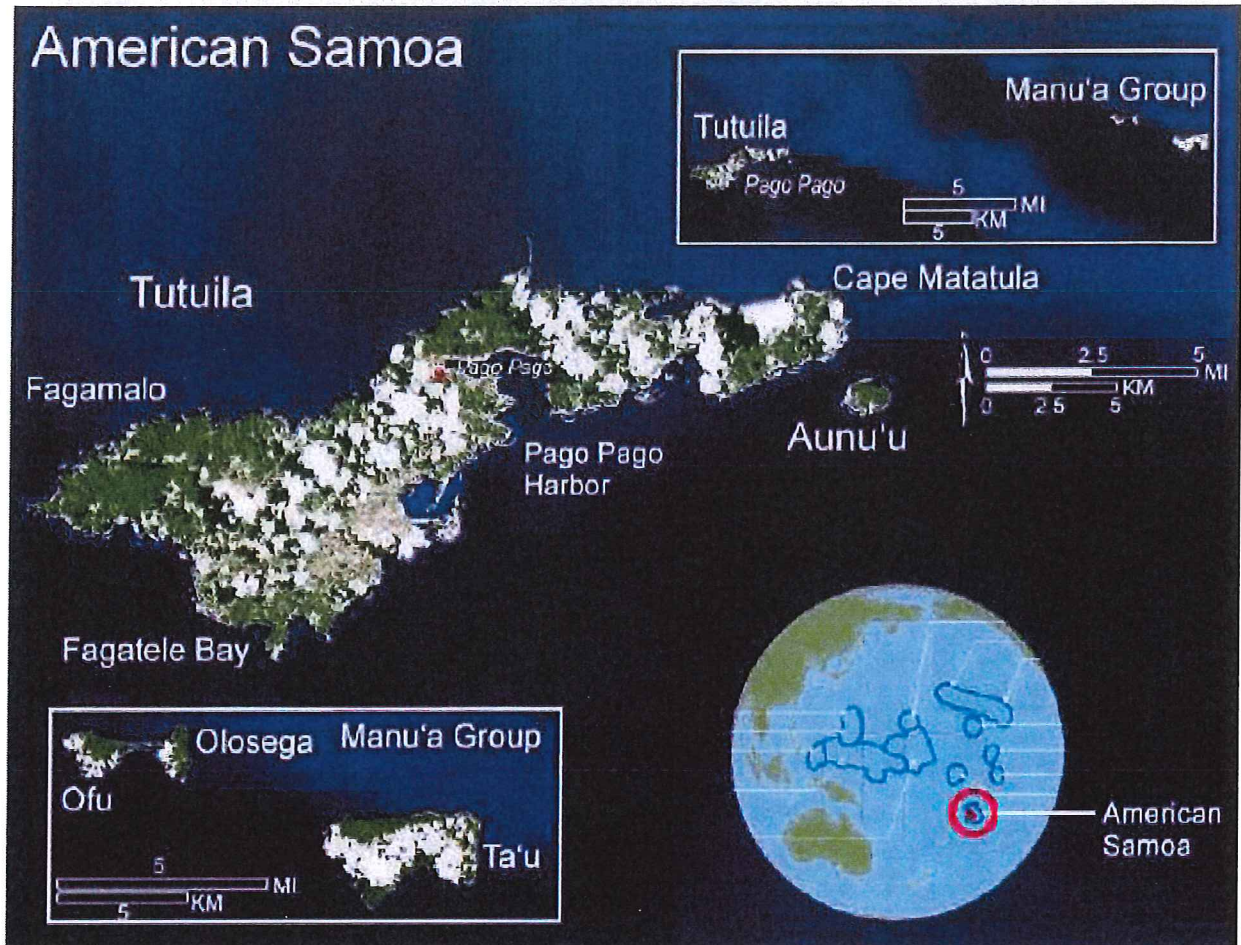 American Samoa
Manu‘a Group
Tutuila
Pago Pago
5
MI
KM
5
Cape Matatula
Tutuila
Pago Pago
0 2.5 5
MI
KM
0 2.5 5
Fagamalo
Aunu‘u
Pago Pago
Harbor
Fagatele Bay
Olosega
Manu‘a Group
Ofu
Ta‘u
5
MI
KM
5
American
Samoa